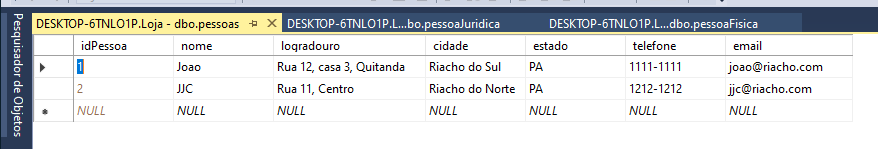 DESKTOP-6TNLO1P.Loja - dbo.pessoas DESKTOP-6TNLO1P.L...bo.pessoaJuridica DESKTOP-6TNLO1P.L...dbo.pessoaFisica
Pesquisador de Objetos
idPessoa nome logradouro cidade estado telefone email
1 Joao Rua 12, casa 3, Quitanda Riacho do Sul PA 1111-1111 joao@riacho.com
2 JJC Rua 11, Centro Riacho do Norte PA 1212-1212 jjc@riacho.com
NULL NULL NULL NULL NULL NULL NULL